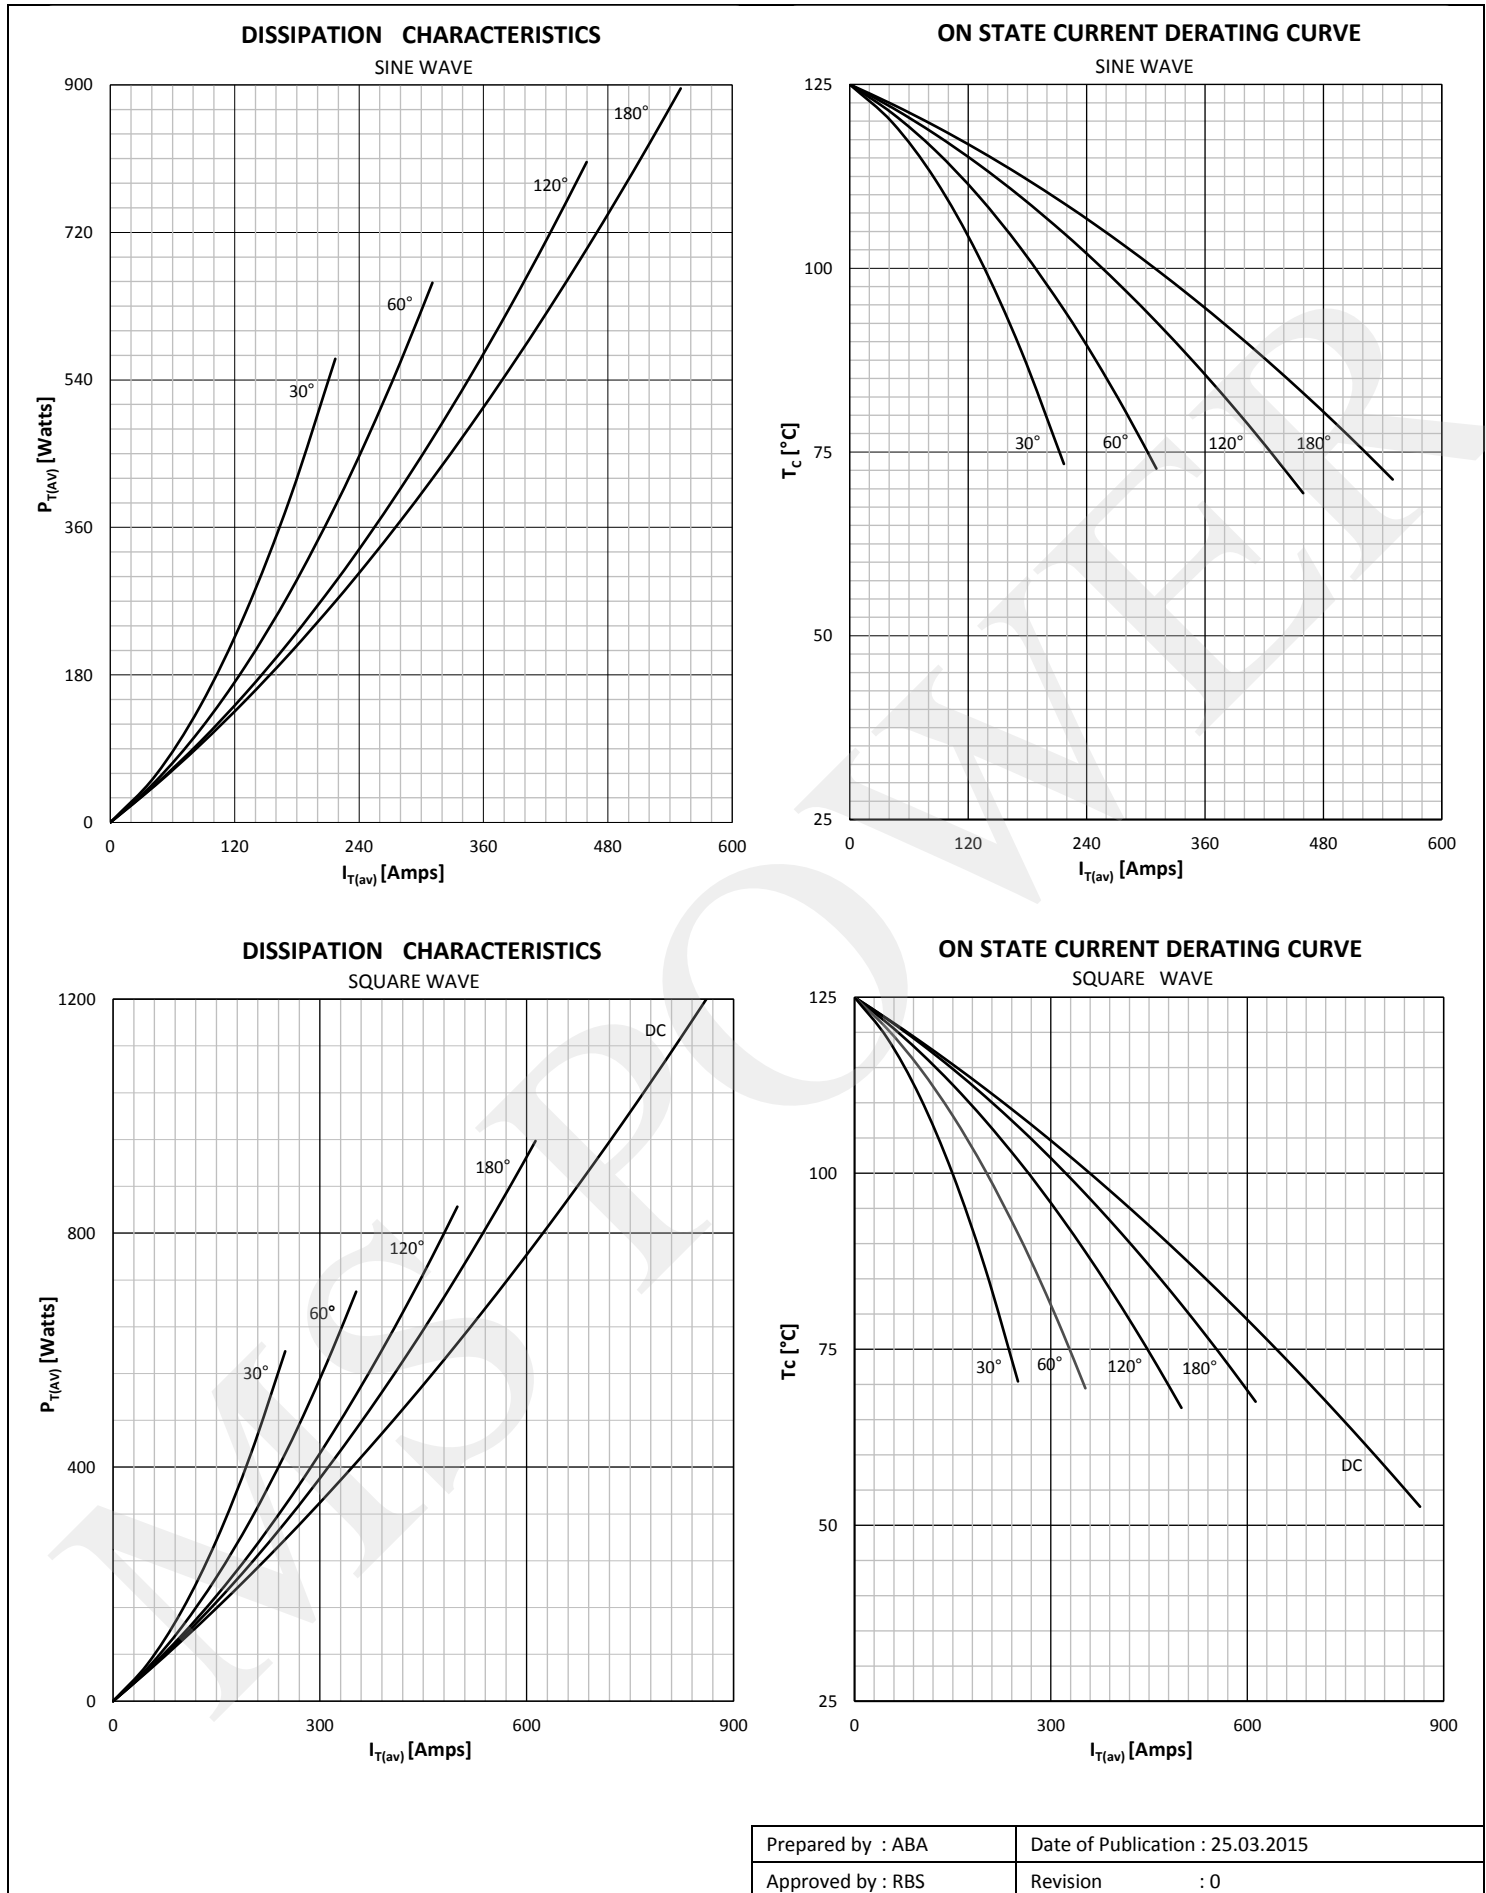 DISSIPATION CHARACTERISTICS
SINE WAVE
900
720
540
360
180
0
0 120 240 360 480 600
30°
60°
120°
180°
P_T(AV) [Watts]
I_T(av) [Amps]
ON STATE CURRENT DERATING CURVE
SINE WAVE
125
100
75
50
25
0 120 240 360 480 600
30° 60° 120° 180°
T_C [°C]
I_T(av) [Amps]
DISSIPATION CHARACTERISTICS
SQUARE WAVE
1200
800
400
0
0 300 600 900
30°
60°
120°
180°
DC
P_T(AV) [Watts]
I_T(av) [Amps]
ON STATE CURRENT DERATING CURVE
SQUARE WAVE
125
100
75
50
25
0 300 600 900
30° 60° 120° 180°
DC
Tc [°C]
I_T(av) [Amps]
MS POWER
Prepared by : ABA Date of Publication : 25.03.2015
Approved by : RBS Revision : 0